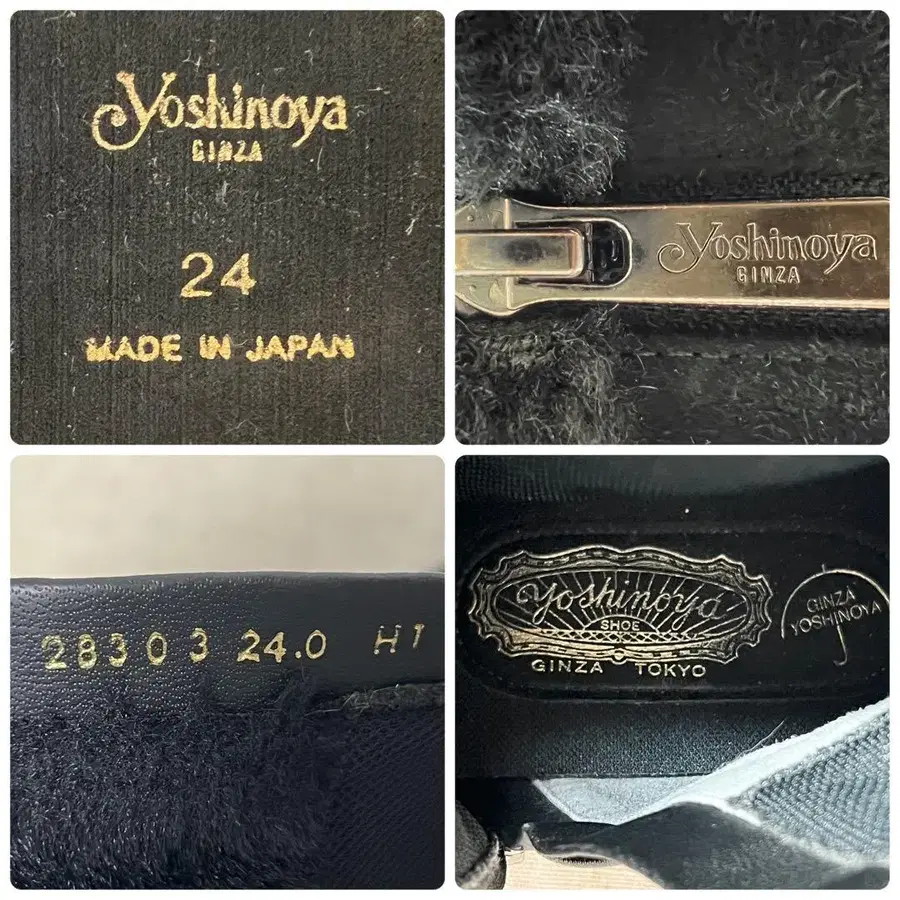 Yoshinoya
GINZA
24
MADE IN JAPAN
Yoshinoya
GINZA
28303 24.0 H1
Yoshinoya
SHOE
GINZA TOKYO
GINZA
YOSHINOYA